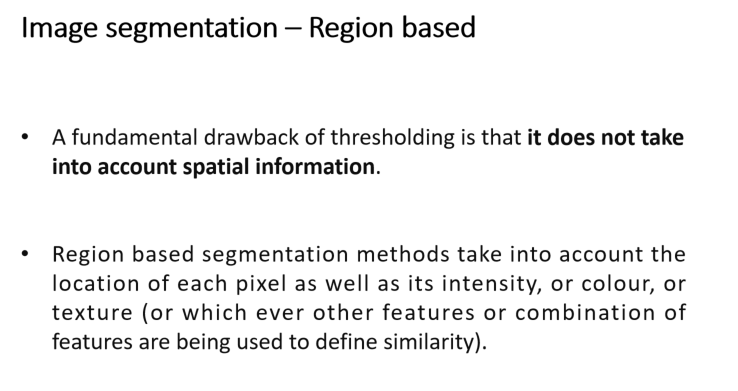 Image segmentation – Region based
• A fundamental drawback of thresholding is that it does not take
into account spatial information.
• Region based segmentation methods take into account the
location of each pixel as well as its intensity, or colour, or
texture (or which ever other features or combination of
features are being used to define similarity).